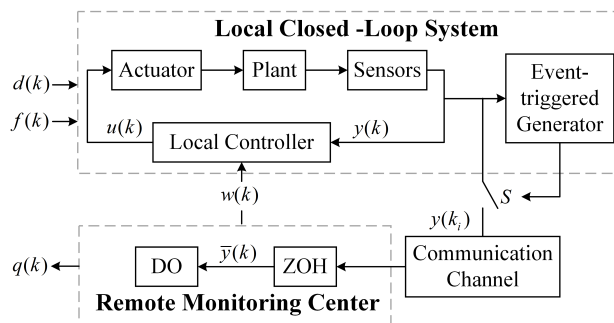 Local Closed -Loop System
Actuator
Plant
Sensors
Event-
triggered
Generator
d(k)
f(k)
u(k)
Local Controller
y(k)
w(k)
S
y(k_i)
q(k)
DO
ȳ(k)
ZOH
Communication
Channel
Remote Monitoring Center